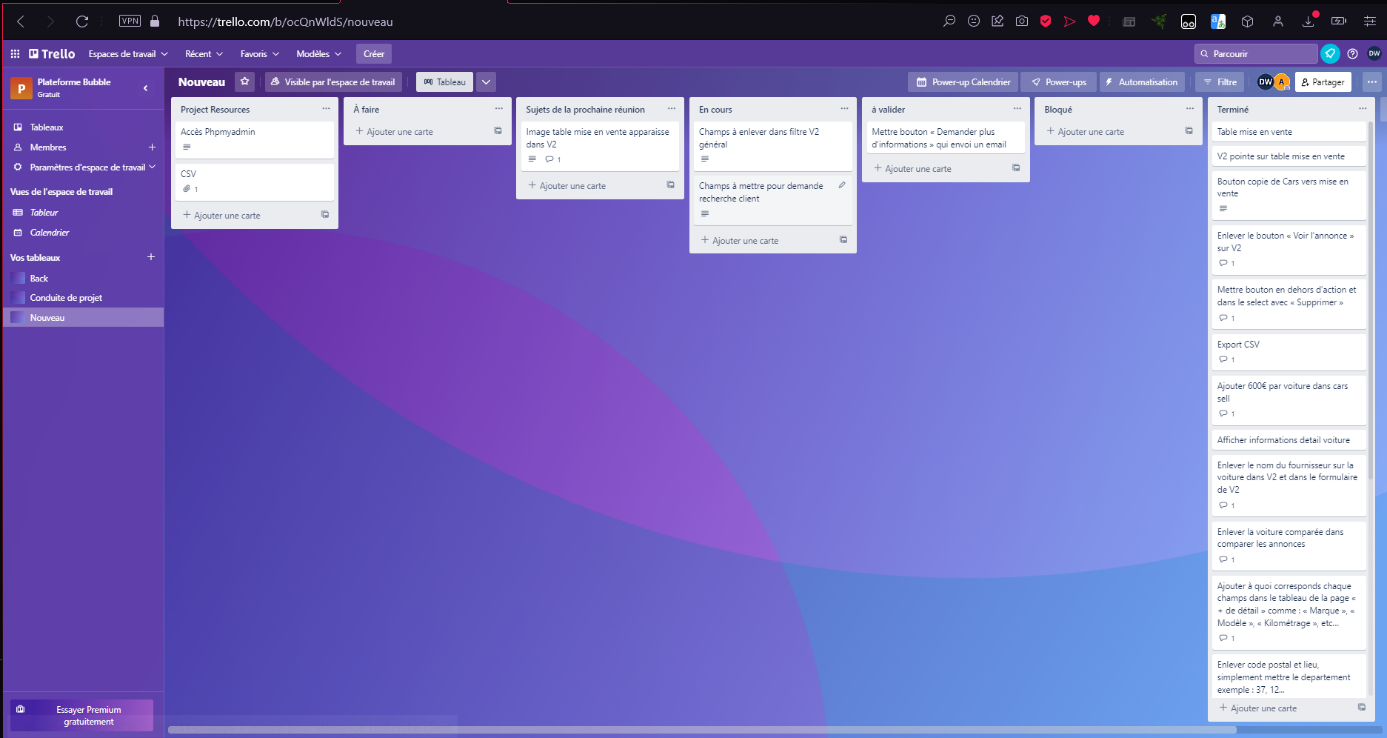 VPN
https://trello.com/b/ocQnWldS/nouveau
Trello
Espaces de travail
Récent
Favoris
Modèles
Créer
Parcourir
DW
P
Plateforme Bubble
Gratuit
Tableaux
Membres
Paramètres d'espace de travail
Vues de l'espace de travail
Tableur
Calendrier
Vos tableaux
Back
Conduite de projet
Nouveau
Essayer Premium
gratuitement
Nouveau
Visible par l'espace de travail
Tableau
Power-up Calendrier
Power-ups
Automatisation
Filtre
DW
A
Partager
Project Resources
Accès Phpmyadmin
CSV
1
Ajouter une carte
À faire
Ajouter une carte
Sujets de la prochaine réunion
Image table mise en vente apparaisse
dans V2
1
Ajouter une carte
En cours
Champs à enlever dans filtre V2
général
Champs à mettre pour demande
recherche client
Ajouter une carte
à valider
Mettre bouton « Demander plus
d'informations » qui envoi un email
Ajouter une carte
Bloqué
Ajouter une carte
Terminé
Table mise en vente
V2 pointe sur table mise en vente
Bouton copie de Cars vers mise en
vente
Enlever le bouton « Voir l'annonce »
sur V2
1
Mettre bouton en dehors d'action et
dans le select avec « Supprimer »
1
Export CSV
1
Ajouter 600€ par voiture dans cars
sell
1
Afficher informations detail voiture
Enlever le nom du fournisseur sur la
voiture dans V2 et dans le formulaire
de V2
1
Enlever la voiture comparée dans
comparer les annonces
1
Ajouter à quoi corresponds chaque
champs dans le tableau de la page «
+ de détail » comme : « Marque », «
Modèle », « Kilométrage », etc...
1
Enlever code postal et lieu,
simplement mettre le departement
exemple : 37, 12...
Ajouter une carte